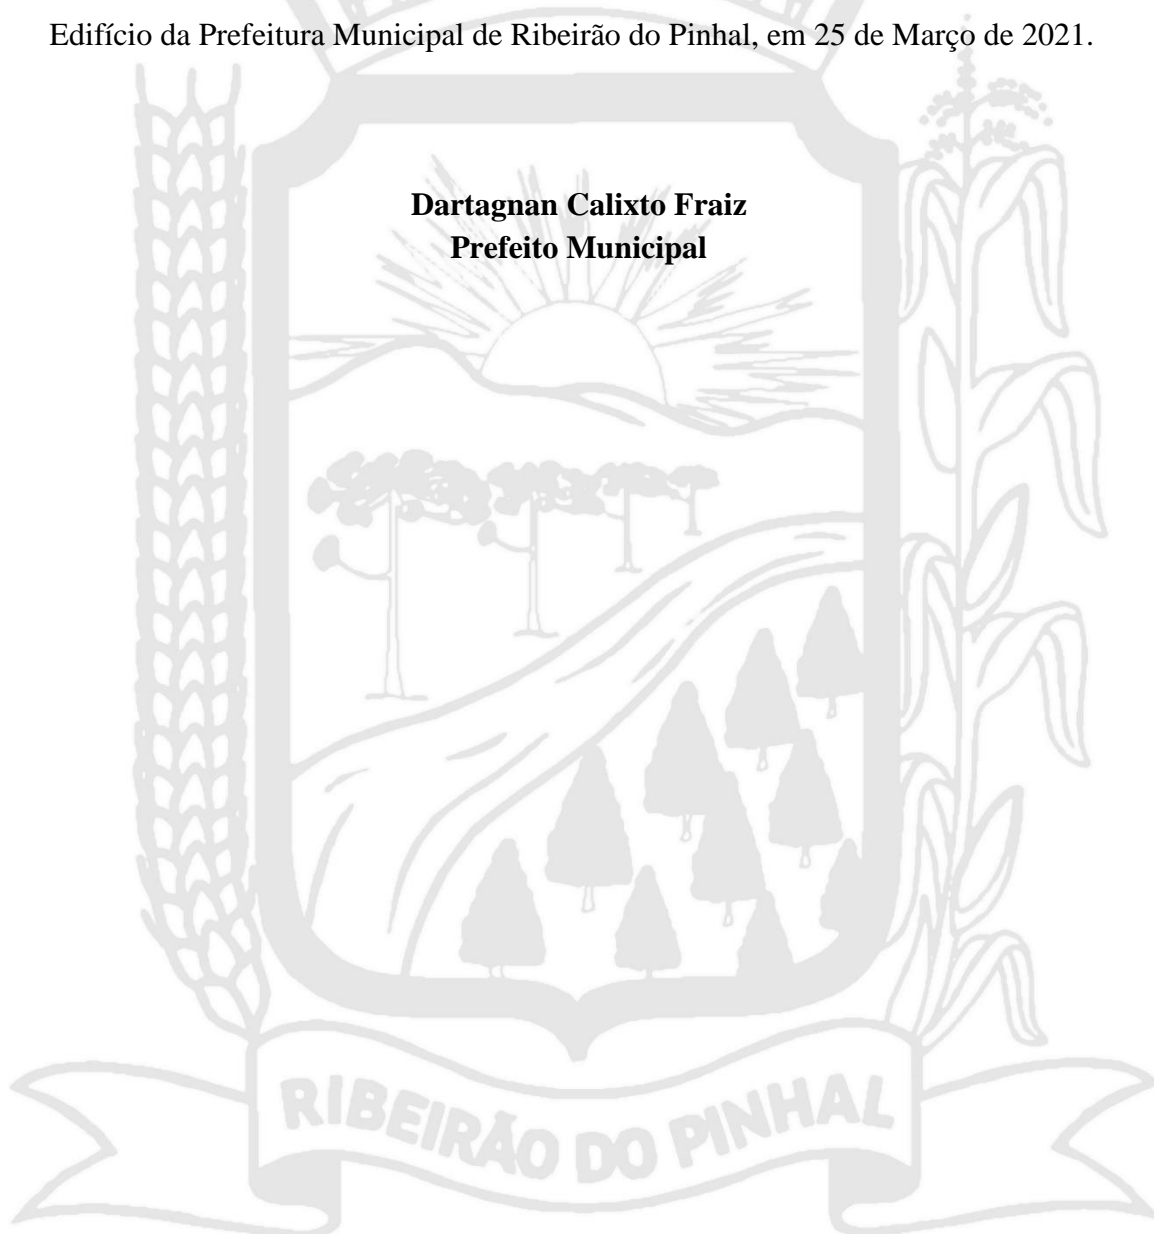 Edifício da Prefeitura Municipal de Ribeirão do Pinhal, em 25 de Março de 2021.
Dartagnan Calixto Fraiz
Prefeito Municipal
RIBEIRÃO DO PINHAL